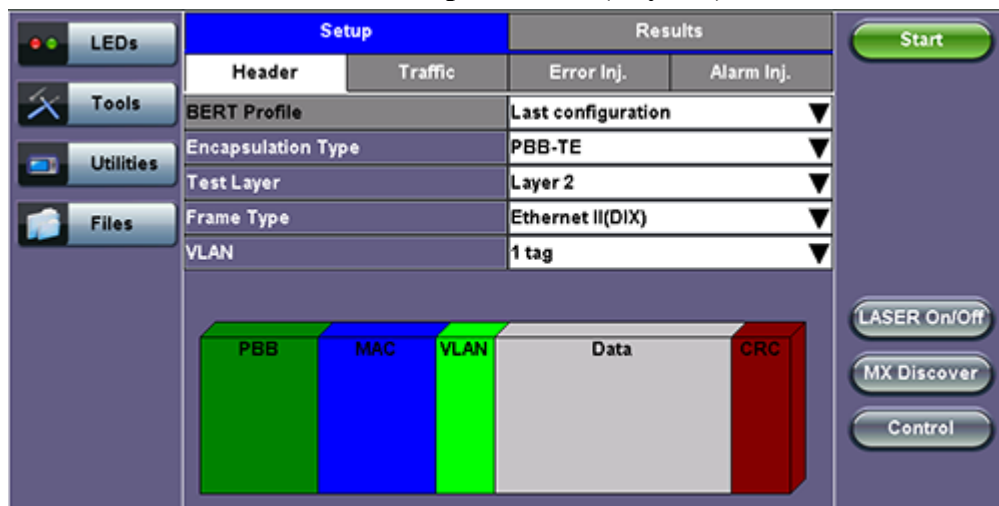 LEDs
Tools
Utilities
Files
Setup
Results
Header
Traffic
Error Inj.
Alarm Inj.
BERT Profile
Last configuration
Encapsulation Type
PBB-TE
Test Layer
Layer 2
Frame Type
Ethernet II(DIX)
VLAN
1 tag
PBB
MAC
VLAN
Data
CRC
Start
LASER On/Off
MX Discover
Control